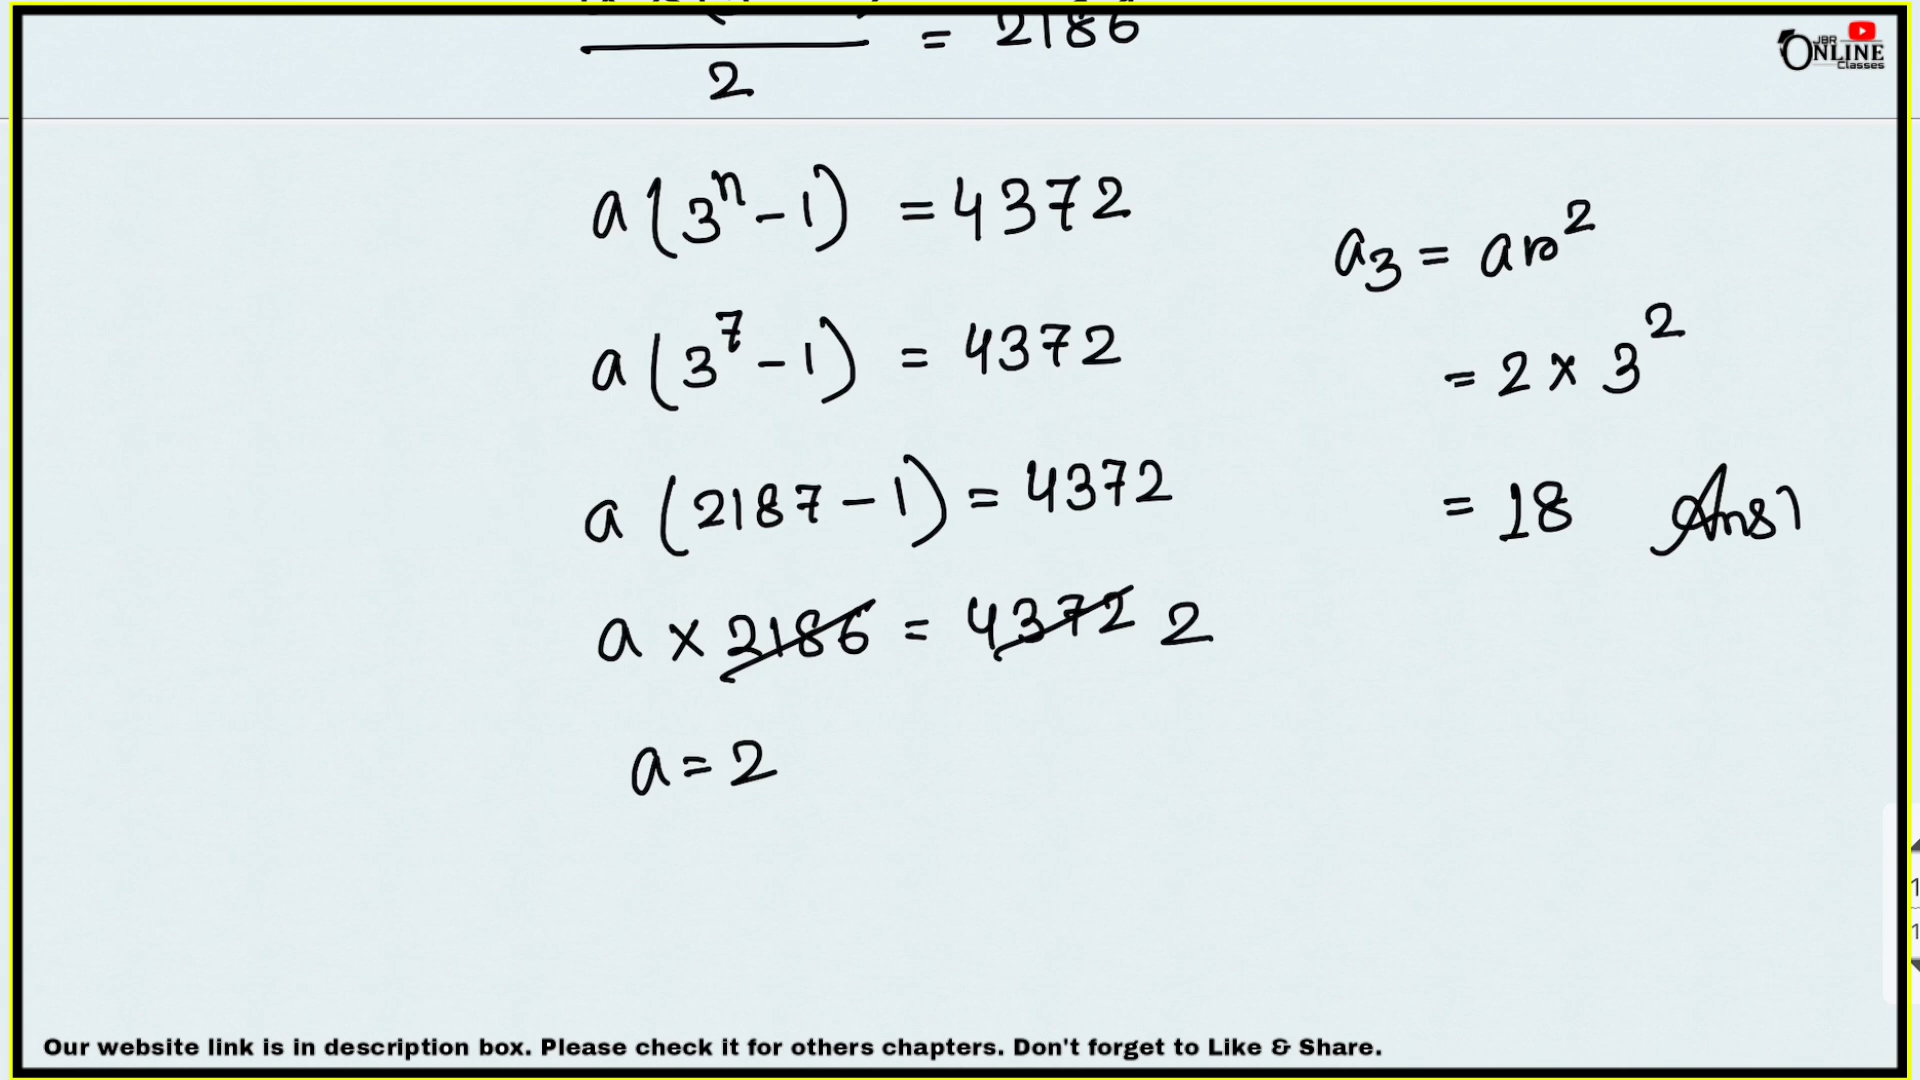 2 = 2186
JBR
ONLINE
Classes
a(3ⁿ-1) = 4372
a(3⁷-1) = 4372
a(2187-1) = 4372
a × 2186 = 4372 2
a = 2
a₃ = ar²
= 2 × 3²
= 18 Ans
Our website link is in description box. Please check it for others chapters. Don't forget to Like & Share.